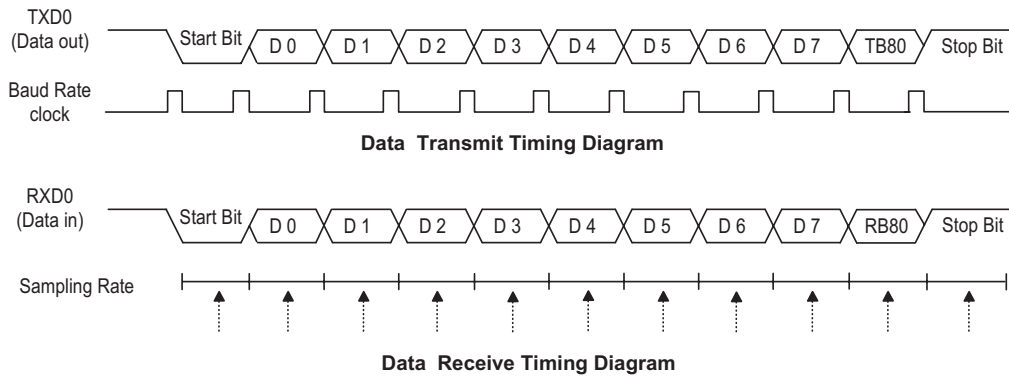 TXD0
(Data out)
Start Bit D 0 D 1 D 2 D 3 D 4 D 5 D 6 D 7 TB80 Stop Bit
Baud Rate
clock
Data Transmit Timing Diagram
RXD0
(Data in)
Start Bit D 0 D 1 D 2 D 3 D 4 D 5 D 6 D 7 RB80 Stop Bit
Sampling Rate
Data Receive Timing Diagram